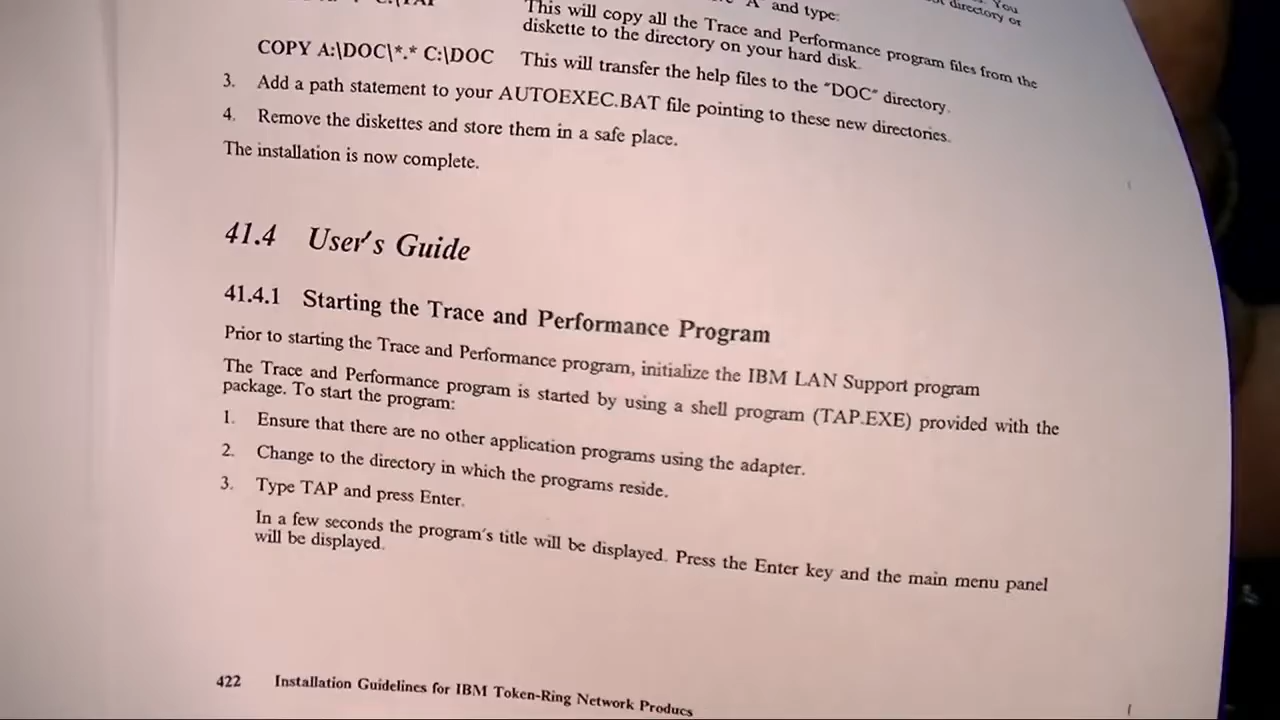 You
directory or
"A" and type:
This will copy all the Trace and Performance program files from the
diskette to the directory on your hard disk.
COPY A:\DOC\*.* C:\DOC This will transfer the help files to the "DOC" directory.
3. Add a path statement to your AUTOEXEC.BAT file pointing to these new directories.
4. Remove the diskettes and store them in a safe place.
The installation is now complete.
41.4 User's Guide
41.4.1 Starting the Trace and Performance Program
Prior to starting the Trace and Performance program, initialize the IBM LAN Support program
The Trace and Performance program is started by using a shell program (TAP.EXE) provided with the
package. To start the program:
1. Ensure that there are no other application programs using the adapter.
2. Change to the directory in which the programs reside.
3. Type TAP and press Enter.
In a few seconds the program's title will be displayed. Press the Enter key and the main menu panel
will be displayed.
422 Installation Guidelines for IBM Token-Ring Network Producs